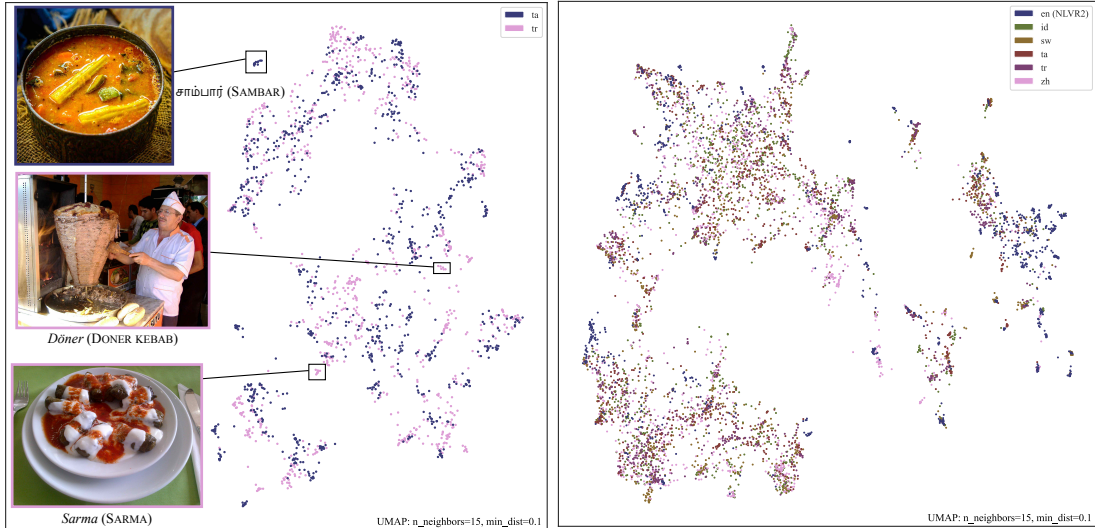 ta
tr
சாம்பார் (SAMBAR)
Döner (DONER KEBAB)
Sarma (SARMA)
UMAP: n_neighbors=15, min_dist=0.1
en (NLVR2)
id
sw
ta
tr
zh
UMAP: n_neighbors=15, min_dist=0.1